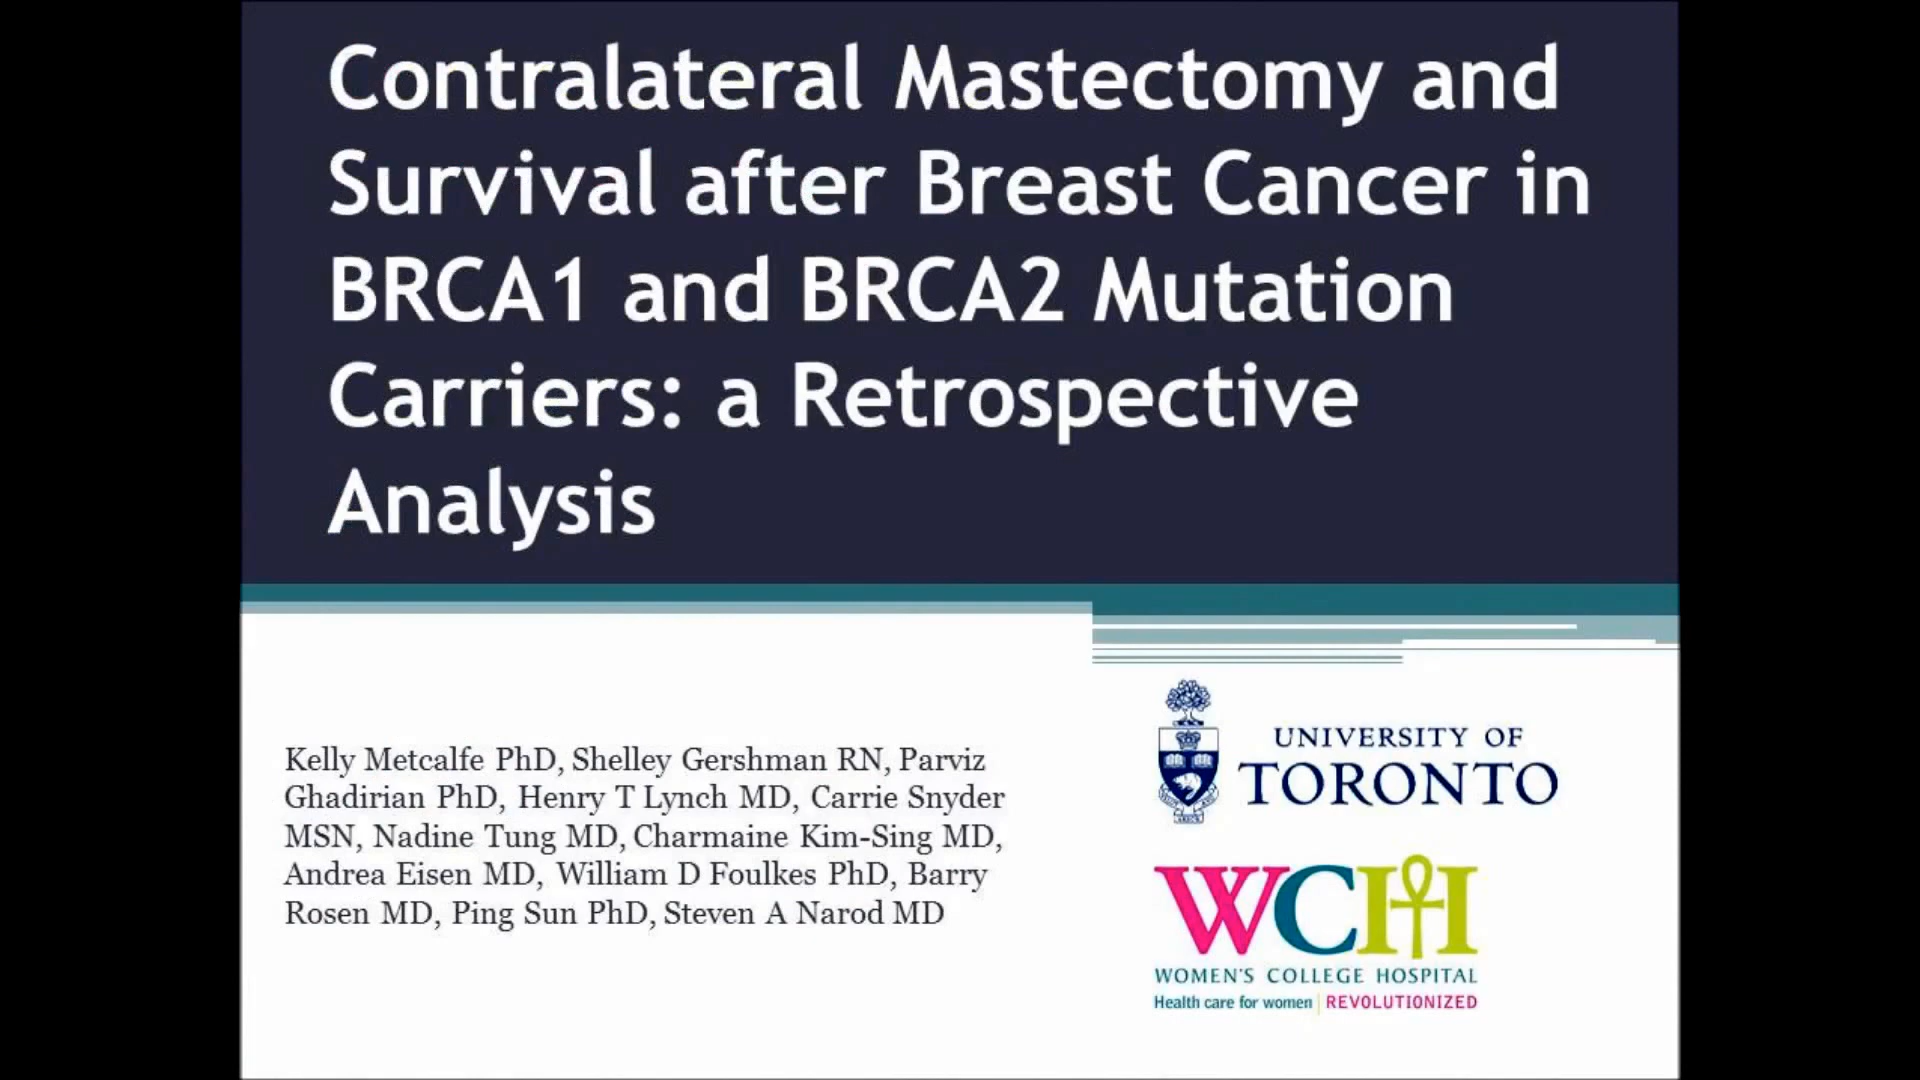 Contralateral Mastectomy and
Survival after Breast Cancer in
BRCA1 and BRCA2 Mutation
Carriers: a Retrospective
Analysis
Kelly Metcalfe PhD, Shelley Gershman RN, Parviz
Ghadirian PhD, Henry T Lynch MD, Carrie Snyder
MSN, Nadine Tung MD, Charmaine Kim-Sing MD,
Andrea Eisen MD, William D Foulkes PhD, Barry
Rosen MD, Ping Sun PhD, Steven A Narod MD
UNIVERSITY OF
TORONTO
WCH
WOMEN'S COLLEGE HOSPITAL
Health care for women | REVOLUTIONIZED